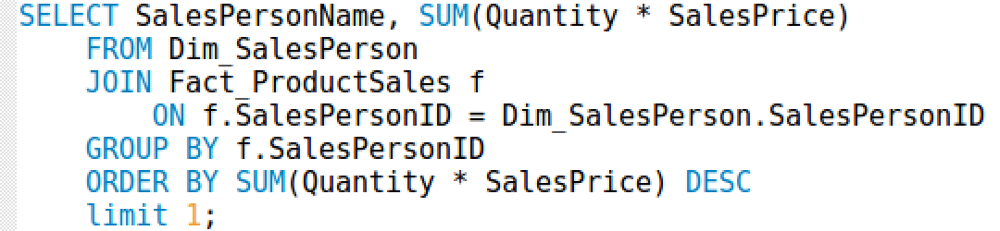 SELECT SalesPersonName, SUM(Quantity * SalesPrice)
    FROM Dim_SalesPerson
    JOIN Fact_ProductSales f
        ON f.SalesPersonID = Dim_SalesPerson.SalesPersonID
    GROUP BY f.SalesPersonID
    ORDER BY SUM(Quantity * SalesPrice) DESC
    limit 1;